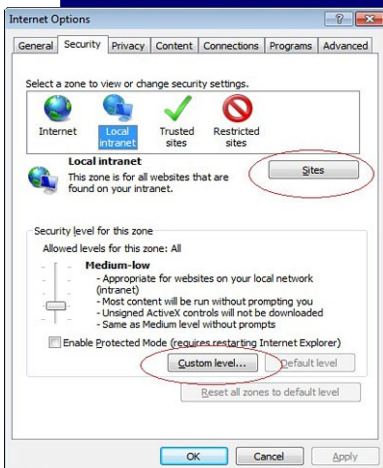 Internet Options
General Security Privacy Content Connections Programs Advanced
Select a zone to view or change security settings.
Internet Local intranet Trusted sites Restricted sites
Local intranet
Sites
This zone is for all websites that are
found on your intranet.
Security level for this zone
Allowed levels for this zone: All
Medium-low
- Appropriate for websites on your local network
(intranet)
- Most content will be run without prompting you
- Unsigned ActiveX controls will not be downloaded
- Same as Medium level without prompts
Enable Protected Mode (requires restarting Internet Explorer)
Custom level... Default level
Reset all zones to default level
OK Cancel Apply